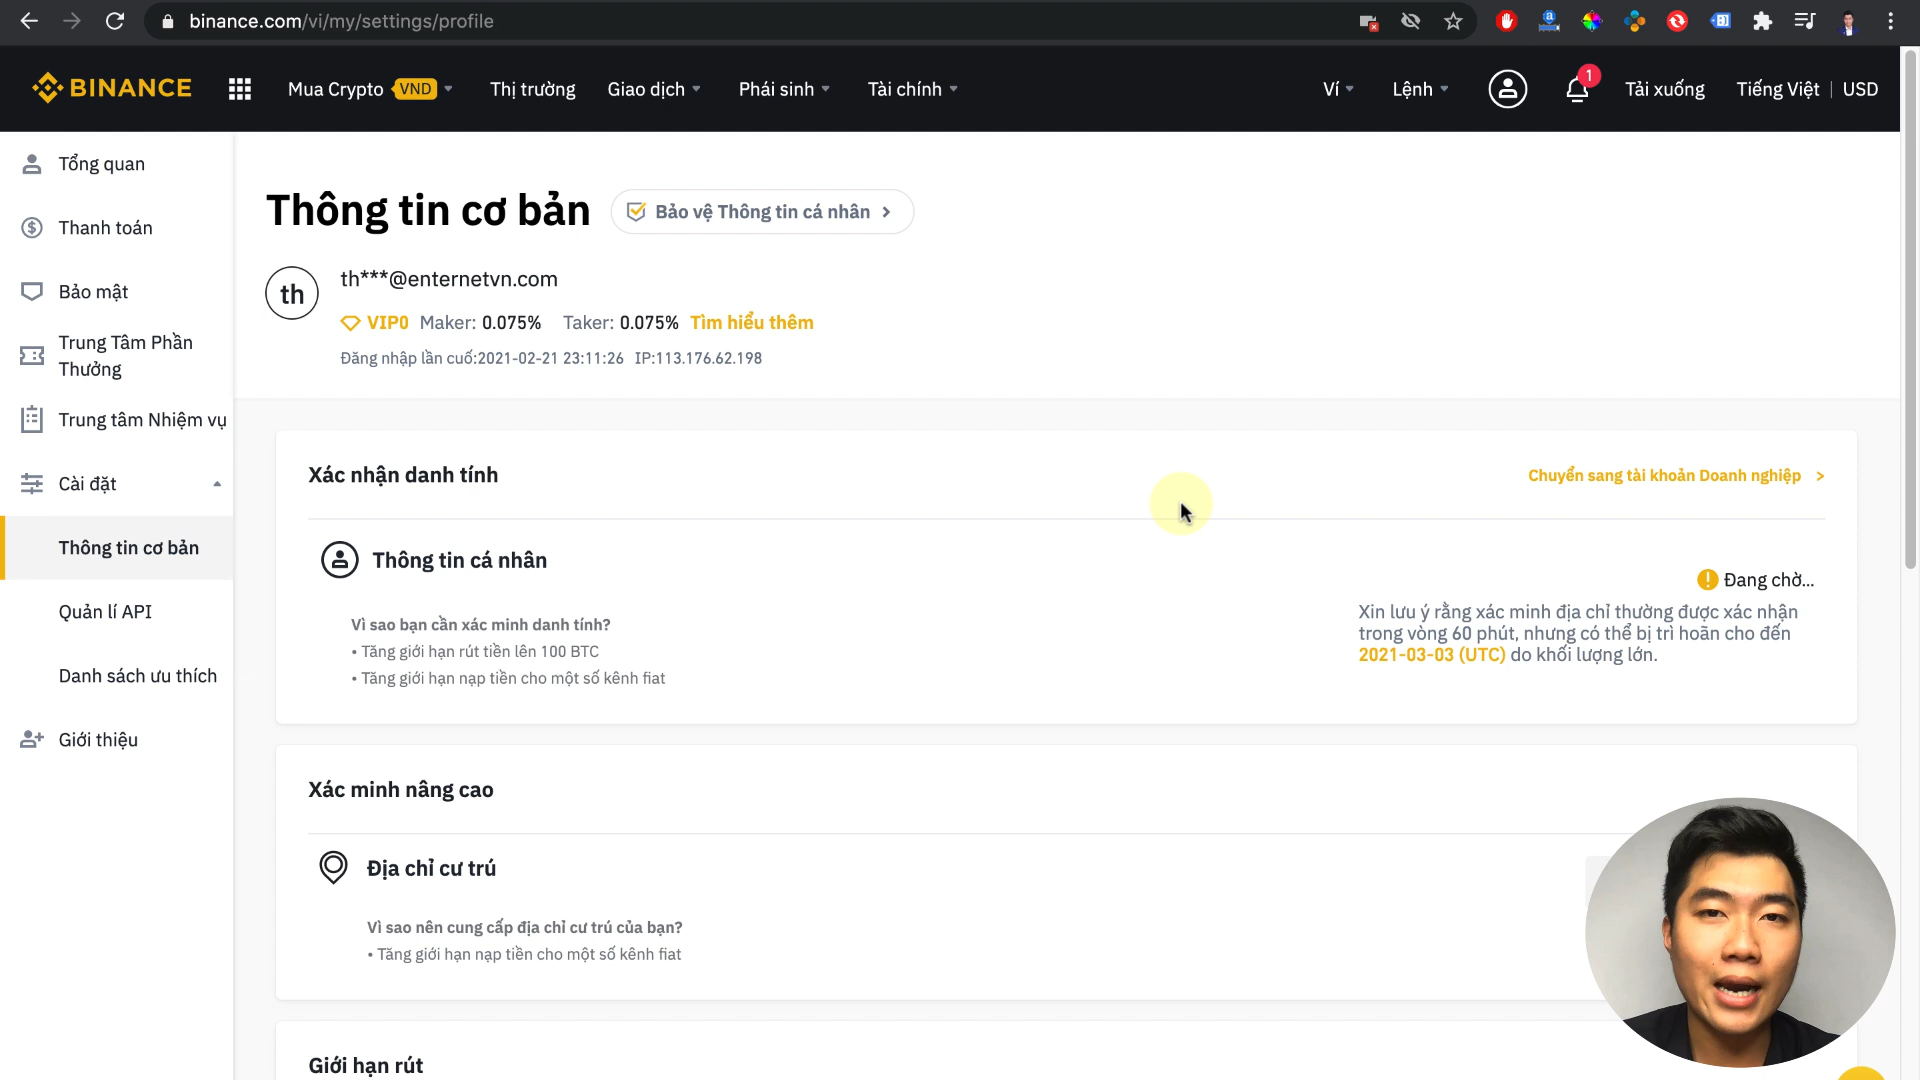 binance.com/vi/my/settings/profile
BINANCE
Mua Crypto VND
Thị trường
Giao dịch
Phái sinh
Tài chính
Ví
Lệnh
1
Tải xuống
Tiếng Việt | USD
Tổng quan
Thanh toán
Bảo mật
Trung Tâm Phần
Thưởng
Trung tâm Nhiệm vụ
Cài đặt
Thông tin cơ bản
Quản lí API
Danh sách ưu thích
Giới thiệu
Thông tin cơ bản
Bảo vệ Thông tin cá nhân >
th
th***@enternetvn.com
VIP0 Maker: 0.075% Taker: 0.075% Tìm hiểu thêm
Đăng nhập lần cuố:2021-02-21 23:11:26 IP:113.176.62.198
Xác nhận danh tính
Chuyển sang tài khoản Doanh nghiệp >
Thông tin cá nhân
Vì sao bạn cần xác minh danh tính?
• Tăng giới hạn rút tiền lên 100 BTC
• Tăng giới hạn nạp tiền cho một số kênh fiat
Đang chờ...
Xin lưu ý rằng xác minh địa chỉ thường được xác nhận
trong vòng 60 phút, nhưng có thể bị trì hoãn cho đến
2021-03-03 (UTC) do khối lượng lớn.
Xác minh nâng cao
Địa chỉ cư trú
Vì sao nên cung cấp địa chỉ cư trú của bạn?
• Tăng giới hạn nạp tiền cho một số kênh fiat
Giới hạn rút